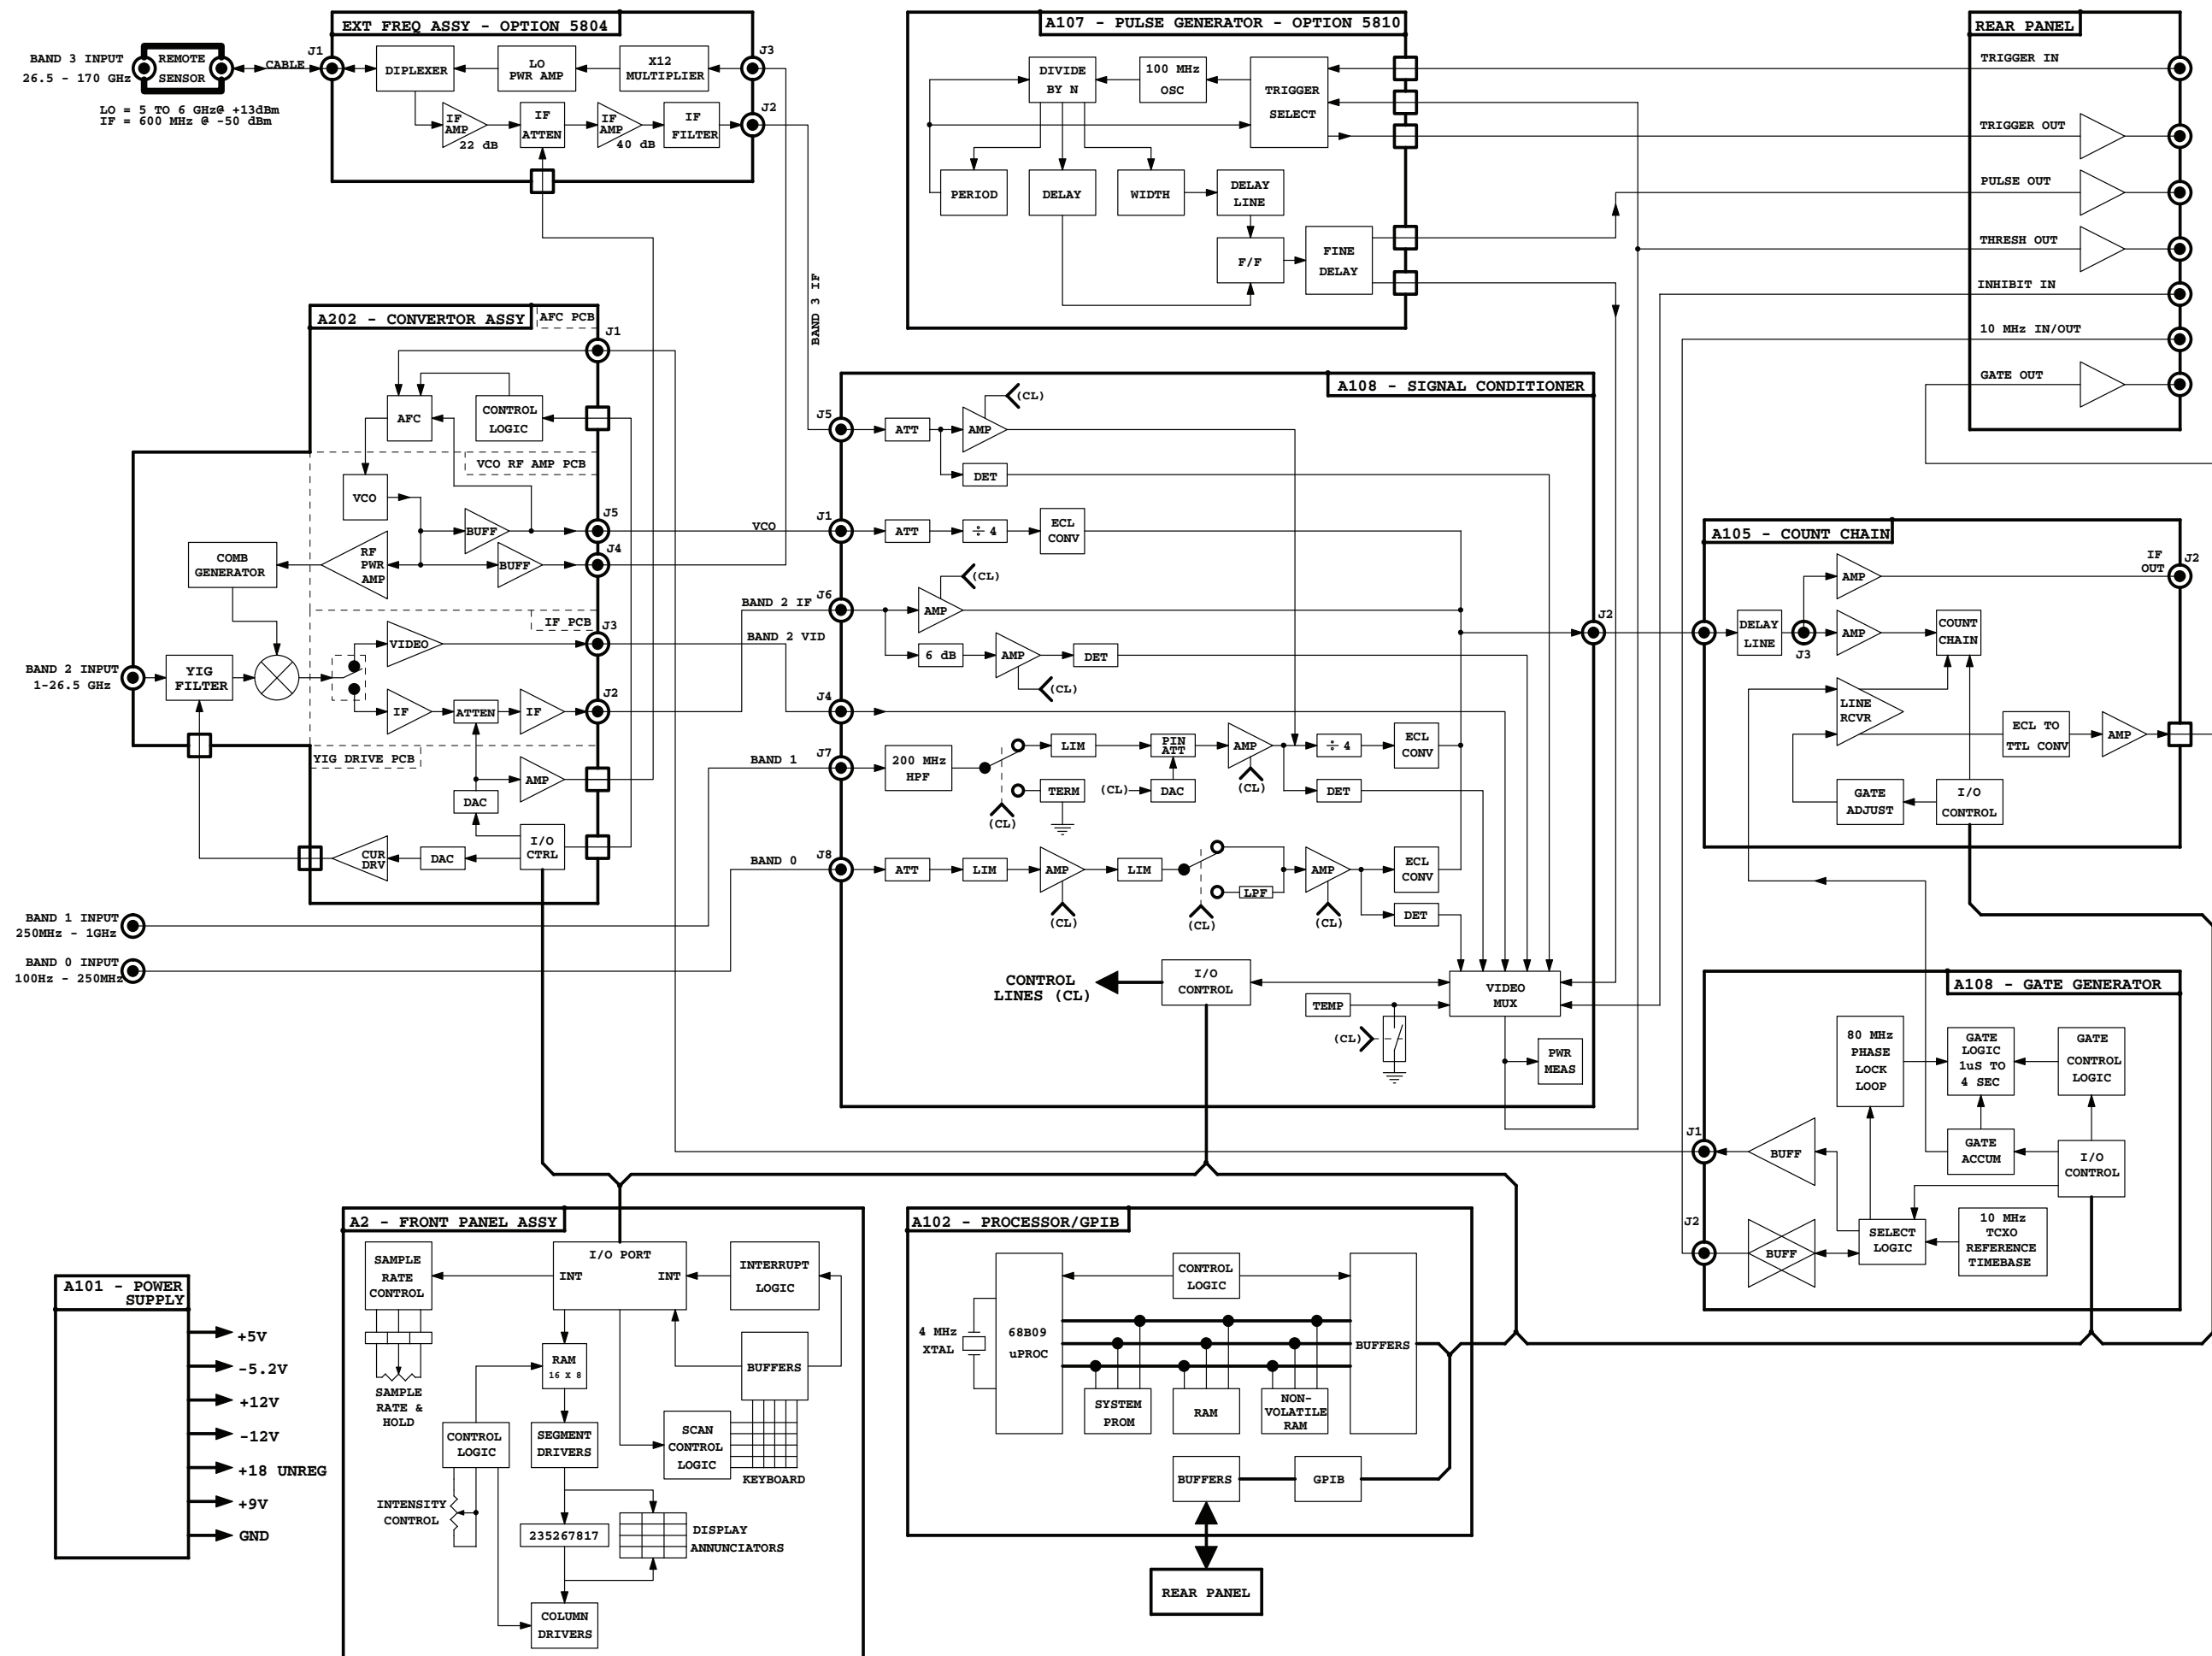 EXT FREQ ASSY - OPTION 5804
BAND 3 INPUT
26.5 - 170 GHz
REMOTE
SENSOR
CABLE
J1
DIPLEXER
LO
PWR AMP
X12
MULTIPLIER
J3
LO = 5 TO 6 GHz@ +13dBm
IF = 600 MHz @ -50 dBm
IF
AMP
22 dB
IF
ATTEN
IF
AMP
40 dB
IF
FILTER
J2
BAND 3 IF
A107 - PULSE GENERATOR - OPTION 5810
DIVIDE
BY N
100 MHz
OSC
TRIGGER
SELECT
PERIOD
DELAY
WIDTH
DELAY
LINE
F/F
FINE
DELAY
REAR PANEL
TRIGGER IN
TRIGGER OUT
PULSE OUT
THRESH OUT
INHIBIT IN
10 MHz IN/OUT
GATE OUT
A202 - CONVERTOR ASSY
AFC PCB
J1
AFC
CONTROL
LOGIC
VCO RF AMP PCB
VCO
BUFF
J5
COMB
GENERATOR
RF
PWR
AMP
BUFF
J4
IF PCB
J3
VIDEO
BAND 2 INPUT
1-26.5 GHz
YIG
FILTER
IF
ATTEN
IF
J2
YIG DRIVE PCB
AMP
DAC
CUR
DRV
DAC
I/O
CTRL
BAND 1 INPUT
250MHz - 1GHz
BAND 0 INPUT
100Hz - 250MHz
A108 - SIGNAL CONDITIONER
J5
ATT
AMP
(CL)
DET
VCO
J1
ATT
÷ 4
ECL
CONV
BAND 2 IF
J6
AMP
(CL)
BAND 2 VID
6 dB
AMP
DET
(CL)
J2
J4
BAND 1
J7
200 MHz
HPF
LIM
PIN
ATT
AMP
÷ 4
ECL
CONV
TERM
(CL)
DAC
(CL)
DET
(CL)
BAND 0
J8
ATT
LIM
AMP
LIM
LPF
AMP
ECL
CONV
DET
(CL)
(CL)
(CL)
CONTROL
LINES (CL)
I/O
CONTROL
VIDEO
MUX
TEMP
(CL)
PWR
MEAS
A105 - COUNT CHAIN
AMP
IF
OUT
J2
DELAY
LINE
J3
AMP
COUNT
CHAIN
LINE
RCVR
ECL TO
TTL CONV
AMP
GATE
ADJUST
I/O
CONTROL
A108 - GATE GENERATOR
80 MHz
PHASE
LOCK
LOOP
GATE
LOGIC
1uS TO
4 SEC
GATE
CONTROL
LOGIC
J1
BUFF
GATE
ACCUM
I/O
CONTROL
J2
BUFF
SELECT
LOGIC
10 MHz
TCXO
REFERENCE
TIMEBASE
A101 - POWER
SUPPLY
+5V
-5.2V
+12V
-12V
+18 UNREG
+9V
GND
A2 - FRONT PANEL ASSY
SAMPLE
RATE
CONTROL
I/O PORT
INT
INT
INTERRUPT
LOGIC
SAMPLE
RATE &
HOLD
RAM
16 X 8
BUFFERS
CONTROL
LOGIC
SEGMENT
DRIVERS
SCAN
CONTROL
LOGIC
KEYBOARD
INTENSITY
CONTROL
235267817
DISPLAY
ANNUNCIATORS
COLUMN
DRIVERS
A102 - PROCESSOR/GPIB
4 MHz
XTAL
68B09
uPROC
CONTROL
LOGIC
BUFFERS
SYSTEM
PROM
RAM
NON-
VOLATILE
RAM
BUFFERS
GPIB
REAR PANEL